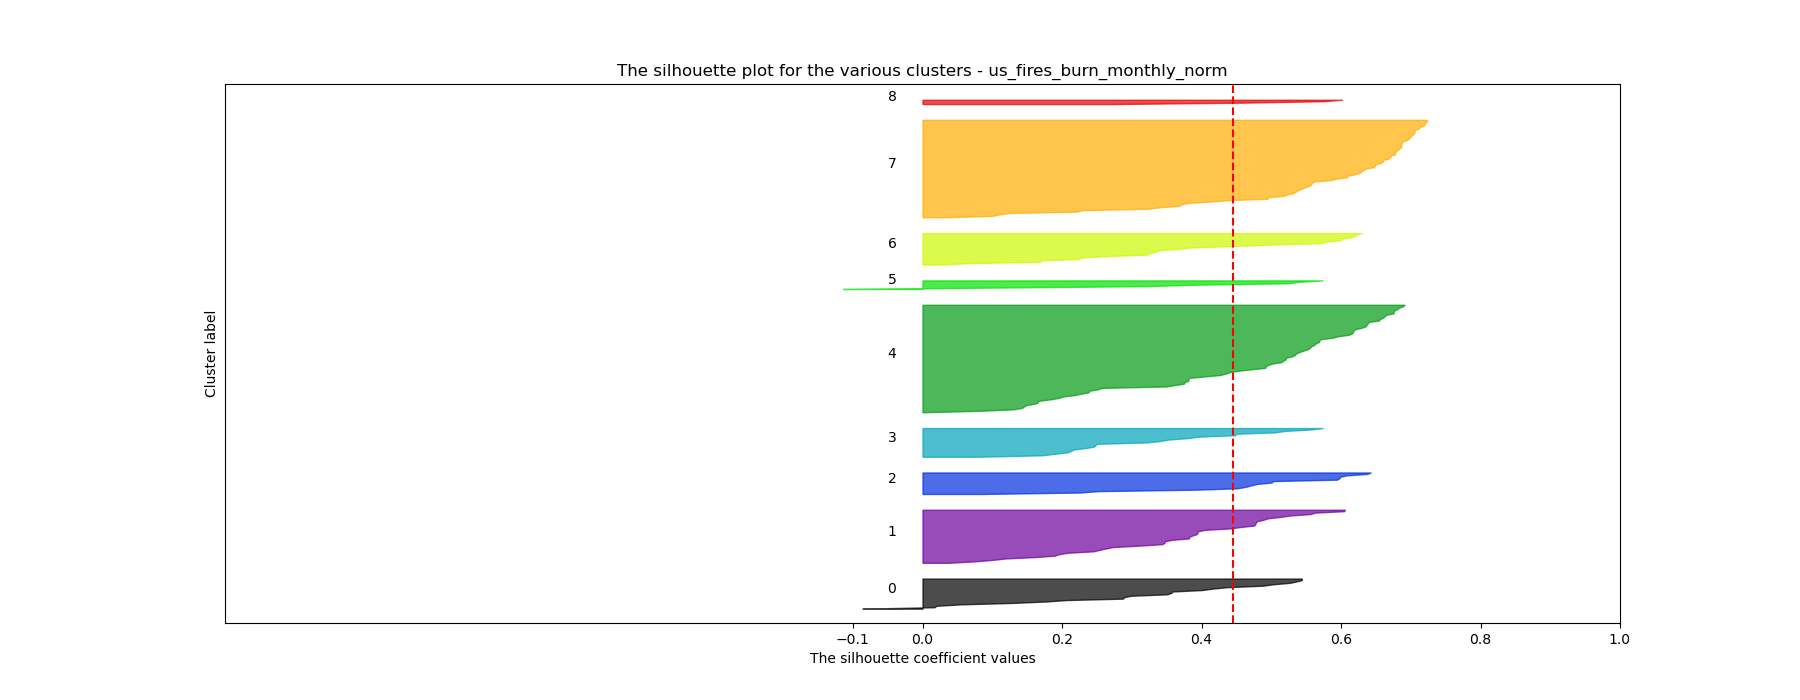 The silhouette plot for the various clusters - us_fires_burn_monthly_norm
8
7
6
5
4
3
2
1
0
Cluster label
−0.1 0.0 0.2 0.4 0.6 0.8 1.0
The silhouette coefficient values